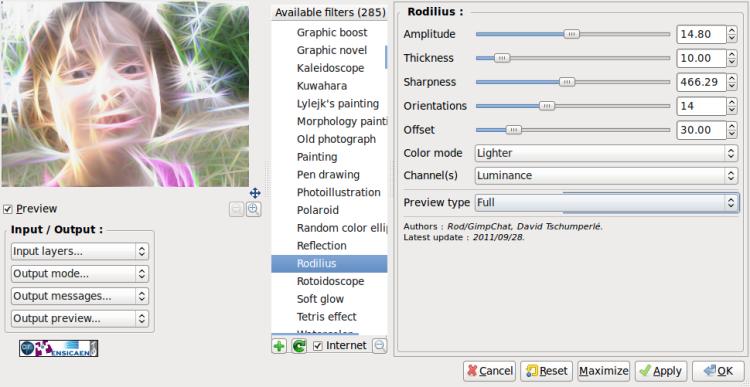 Preview
Input / Output :
Input layers...
Output mode...
Output messages...
Output preview...
ENSICAEN
Available filters (285)
Graphic boost
Graphic novel
Kaleidoscope
Kuwahara
Lylejk's painting
Morphology painti
Old photograph
Painting
Pen drawing
Photoillustration
Polaroid
Random color elli
Reflection
Rodilius
Rotoidoscope
Soft glow
Tetris effect
Internet
Rodilius :
Amplitude 14.80
Thickness 10.00
Sharpness 466.29
Orientations 14
Offset 30.00
Color mode Lighter
Channel(s) Luminance
Preview type Full
Authors : Rod/GimpChat, David Tschumperlé.
Latest update : 2011/09/28.
Cancel Reset Maximize Apply OK